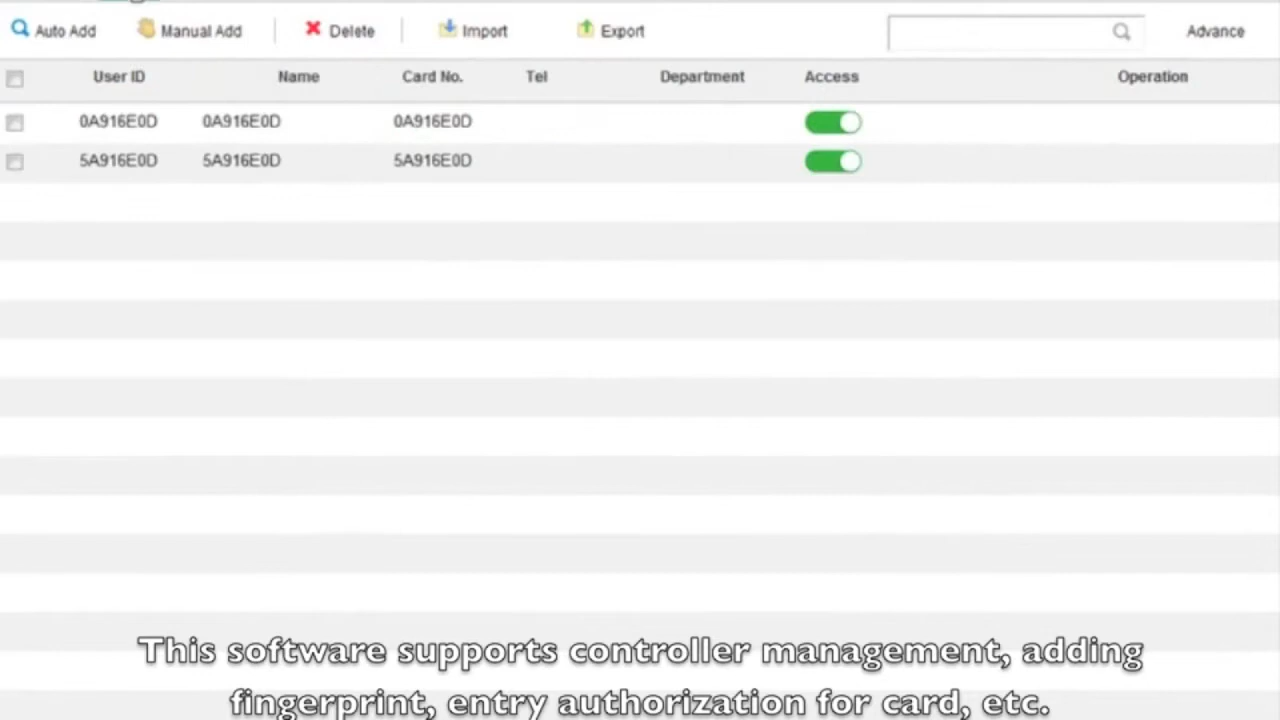 Auto Add Manual Add Delete Import Export Advance
User ID Name Card No. Tel Department Access Operation
0A916E0D 0A916E0D 0A916E0D
5A916E0D 5A916E0D 5A916E0D
This software supports controller management, adding
fingerprint, entry authorization for card, etc.